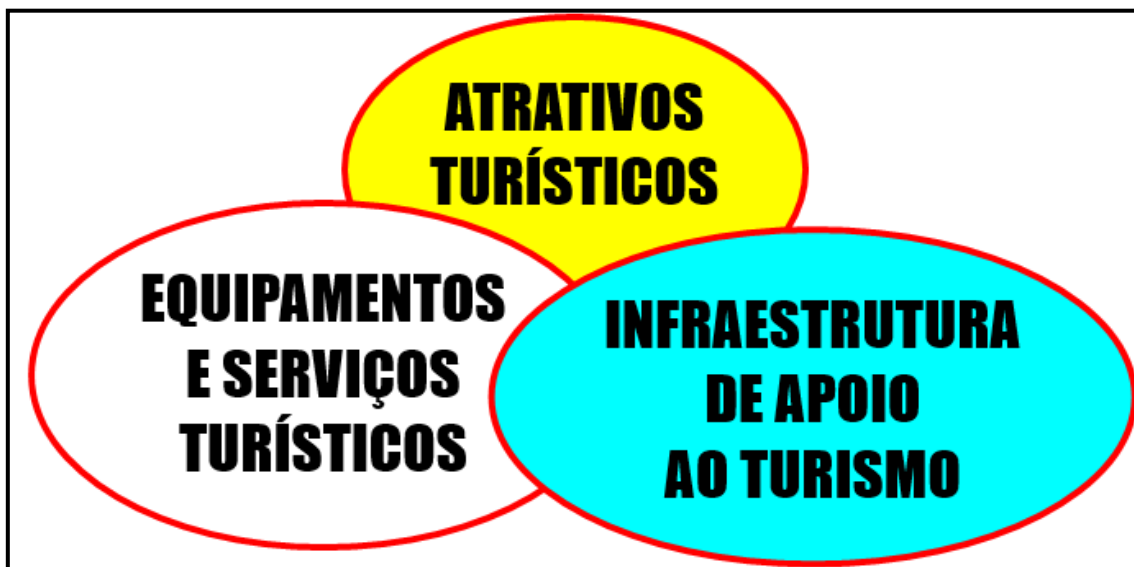 ATRATIVOS
TURÍSTICOS
EQUIPAMENTOS
E SERVIÇOS
TURÍSTICOS
INFRAESTRUTURA
DE APOIO
AO TURISMO